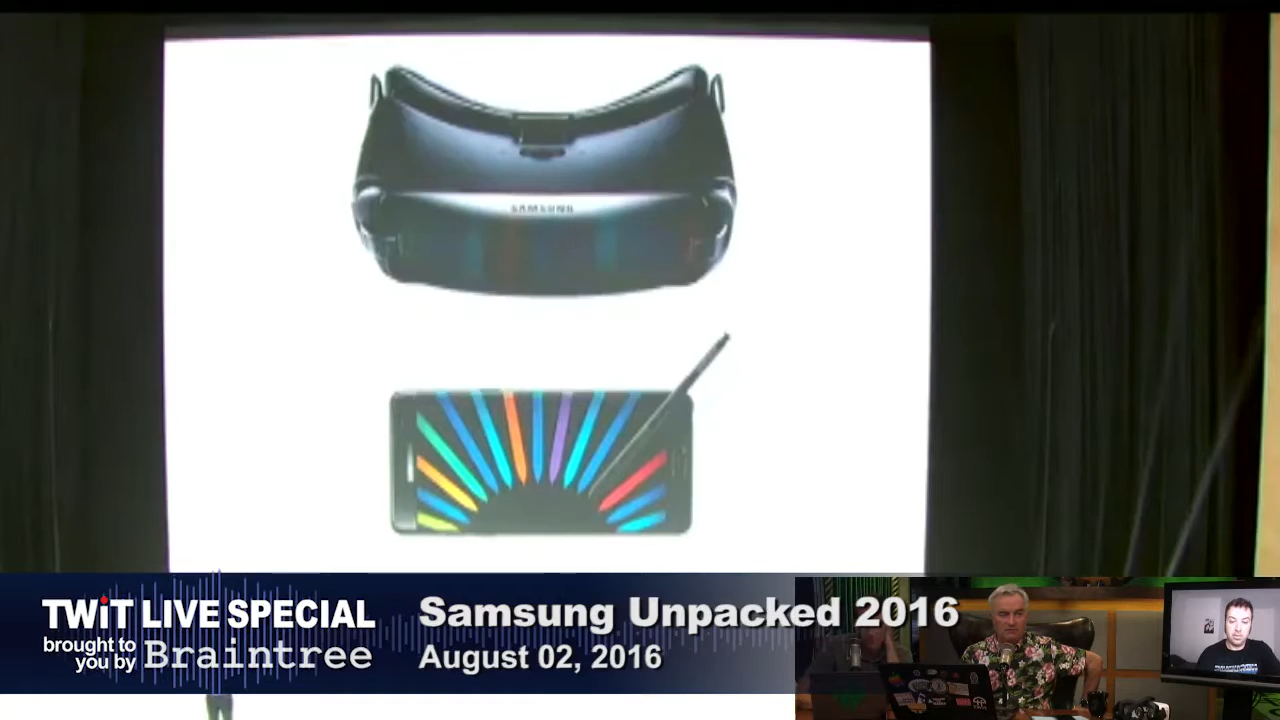 SAMSUNG
TWiT LIVE SPECIAL
brought to
you by Braintree
Samsung Unpacked 2016
August 02, 2016